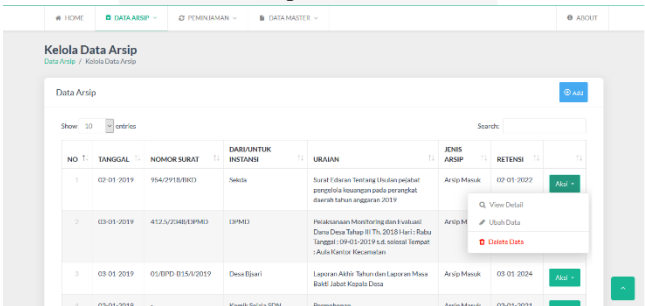 HOME DATA ARSIP PEMINJAMAN DATA MASTER ABOUT
Kelola Data Arsip
Data Arsip / Kelola Data Arsip
Data Arsip
Add
Show 10 entries Search:
NO TANGGAL NOMOR SURAT DARI/UNTUK INSTANSI URAIAN JENIS ARSIP RETENSI
1 02-01-2019 954/2918/BKD Sekda Surat Edaran Tentang Usulan pejabat Arsip Masuk 02-01-2022 Aksi
pengelola keuangan pada perangkat
daerah tahun anggaran 2019
View Detail
Ubah Data
Delete Data
2 03-01-2019 412.5/2348/DPMD DPMD Pelaksanaan Monitoring dan Evaluasi Arsip M
Dana Desa Tahap III Th. 2018 Hari : Rabu
Tanggal : 09-01-2019 s.d. selesai Tempat
: Aula Kantor Kecamatan
3 03-01-2019 01/BPD-B15/I/2019 Desa Bjsari Laporan Akhir Tahun dan Laporan Masa Arsip Masuk 03-01-2024 Aksi
Bakti Jabat Kepala Desa